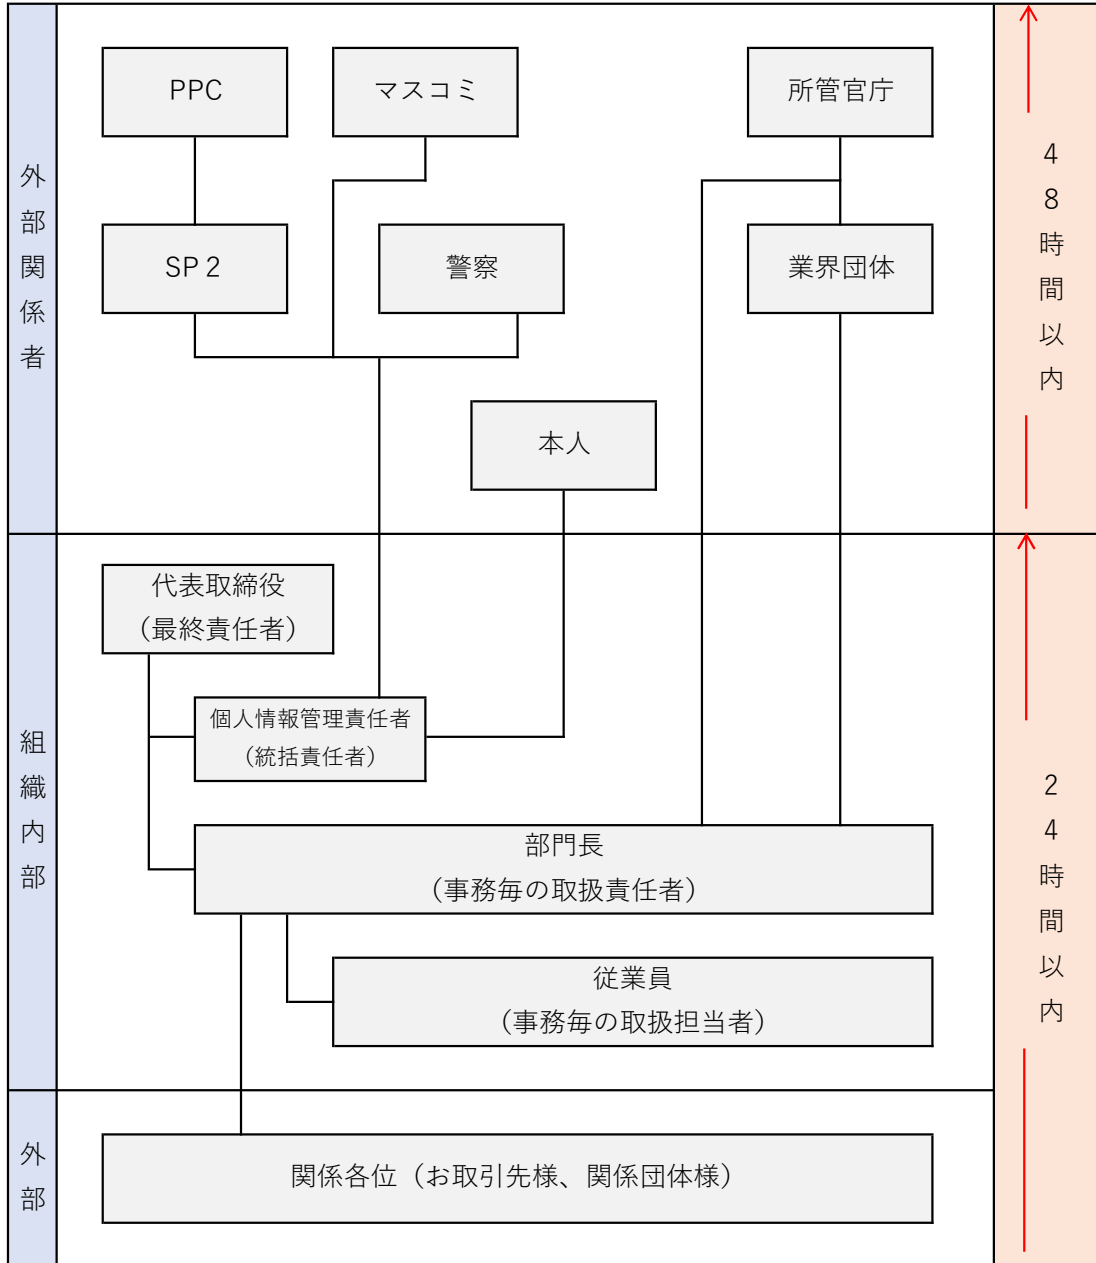 外部関係者
PPC
マスコミ
所管官庁
SP２
警察
業界団体
本人
48時間以内
組織内部
代表取締役
（最終責任者）
個人情報管理責任者
（統括責任者）
部門長
（事務毎の取扱責任者）
従業員
（事務毎の取扱担当者）
24時間以内
外部
関係各位（お取引先様、関係団体様）